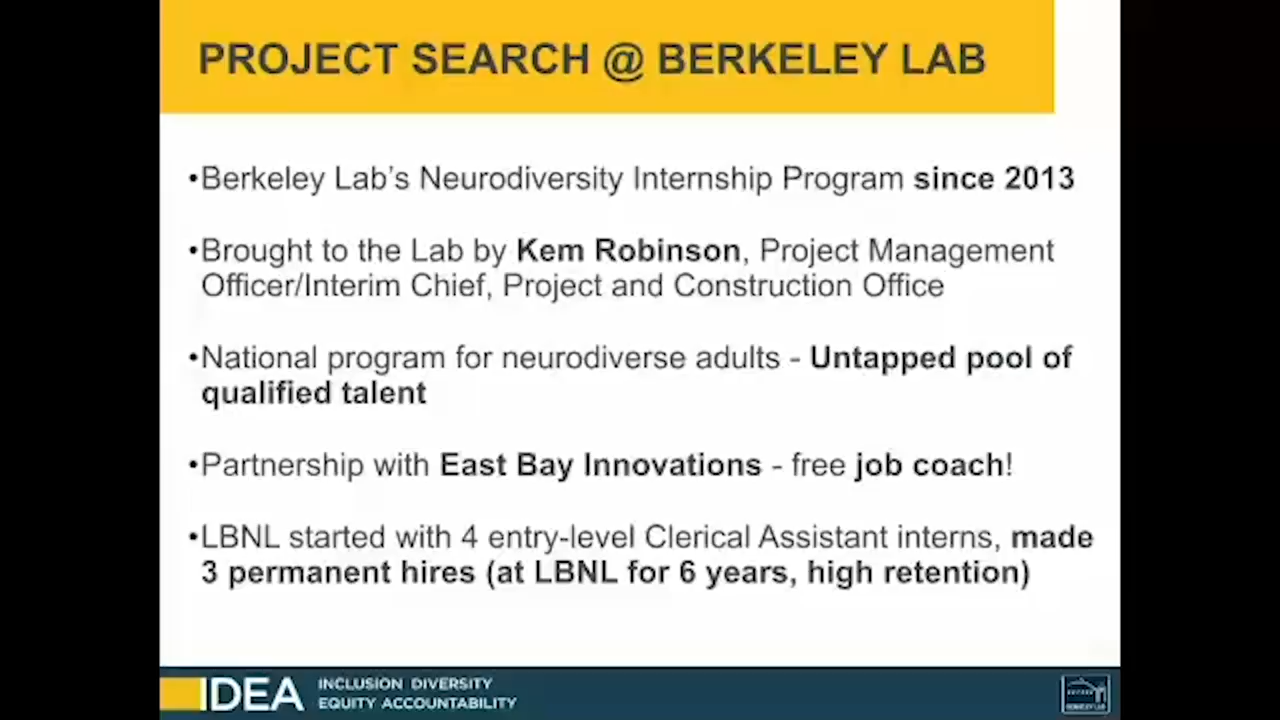 PROJECT SEARCH @ BERKELEY LAB
•Berkeley Lab's Neurodiversity Internship Program since 2013
•Brought to the Lab by Kem Robinson, Project Management
Officer/Interim Chief, Project and Construction Office
•National program for neurodiverse adults - Untapped pool of
qualified talent
•Partnership with East Bay Innovations - free job coach!
•LBNL started with 4 entry-level Clerical Assistant interns, made
3 permanent hires (at LBNL for 6 years, high retention)
IDEA
INCLUSION DIVERSITY
EQUITY ACCOUNTABILITY
BERKELEY LAB